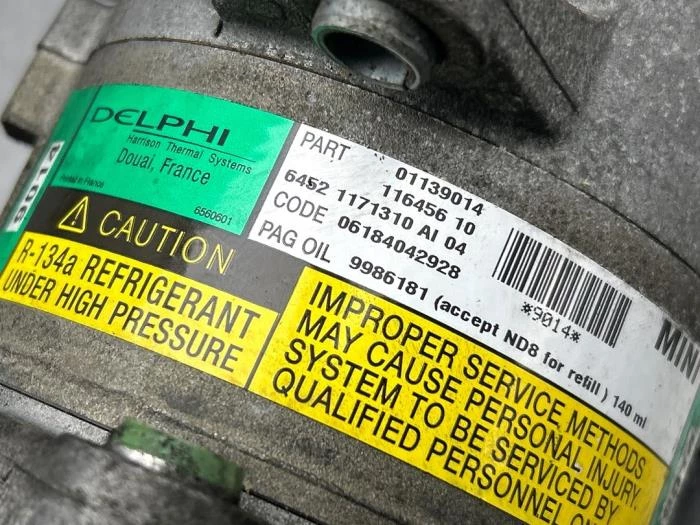 DELPHI
Harrison Thermal Systems
Douai, France
Printed in France
6560601
9014
PART 01139014
116456 10
6452 1171310 AI 04
CODE 06184042928
PAG OIL 9986181 (accept ND8 for refill ) 140 ml
*9014*
CAUTION
R-134a REFRIGERANT
UNDER HIGH PRESSURE
IMPROPER SERVICE METHODS
MAY CAUSE PERSONAL INJURY.
SYSTEM TO BE SERVICED BY
QUALIFIED PERSONNEL